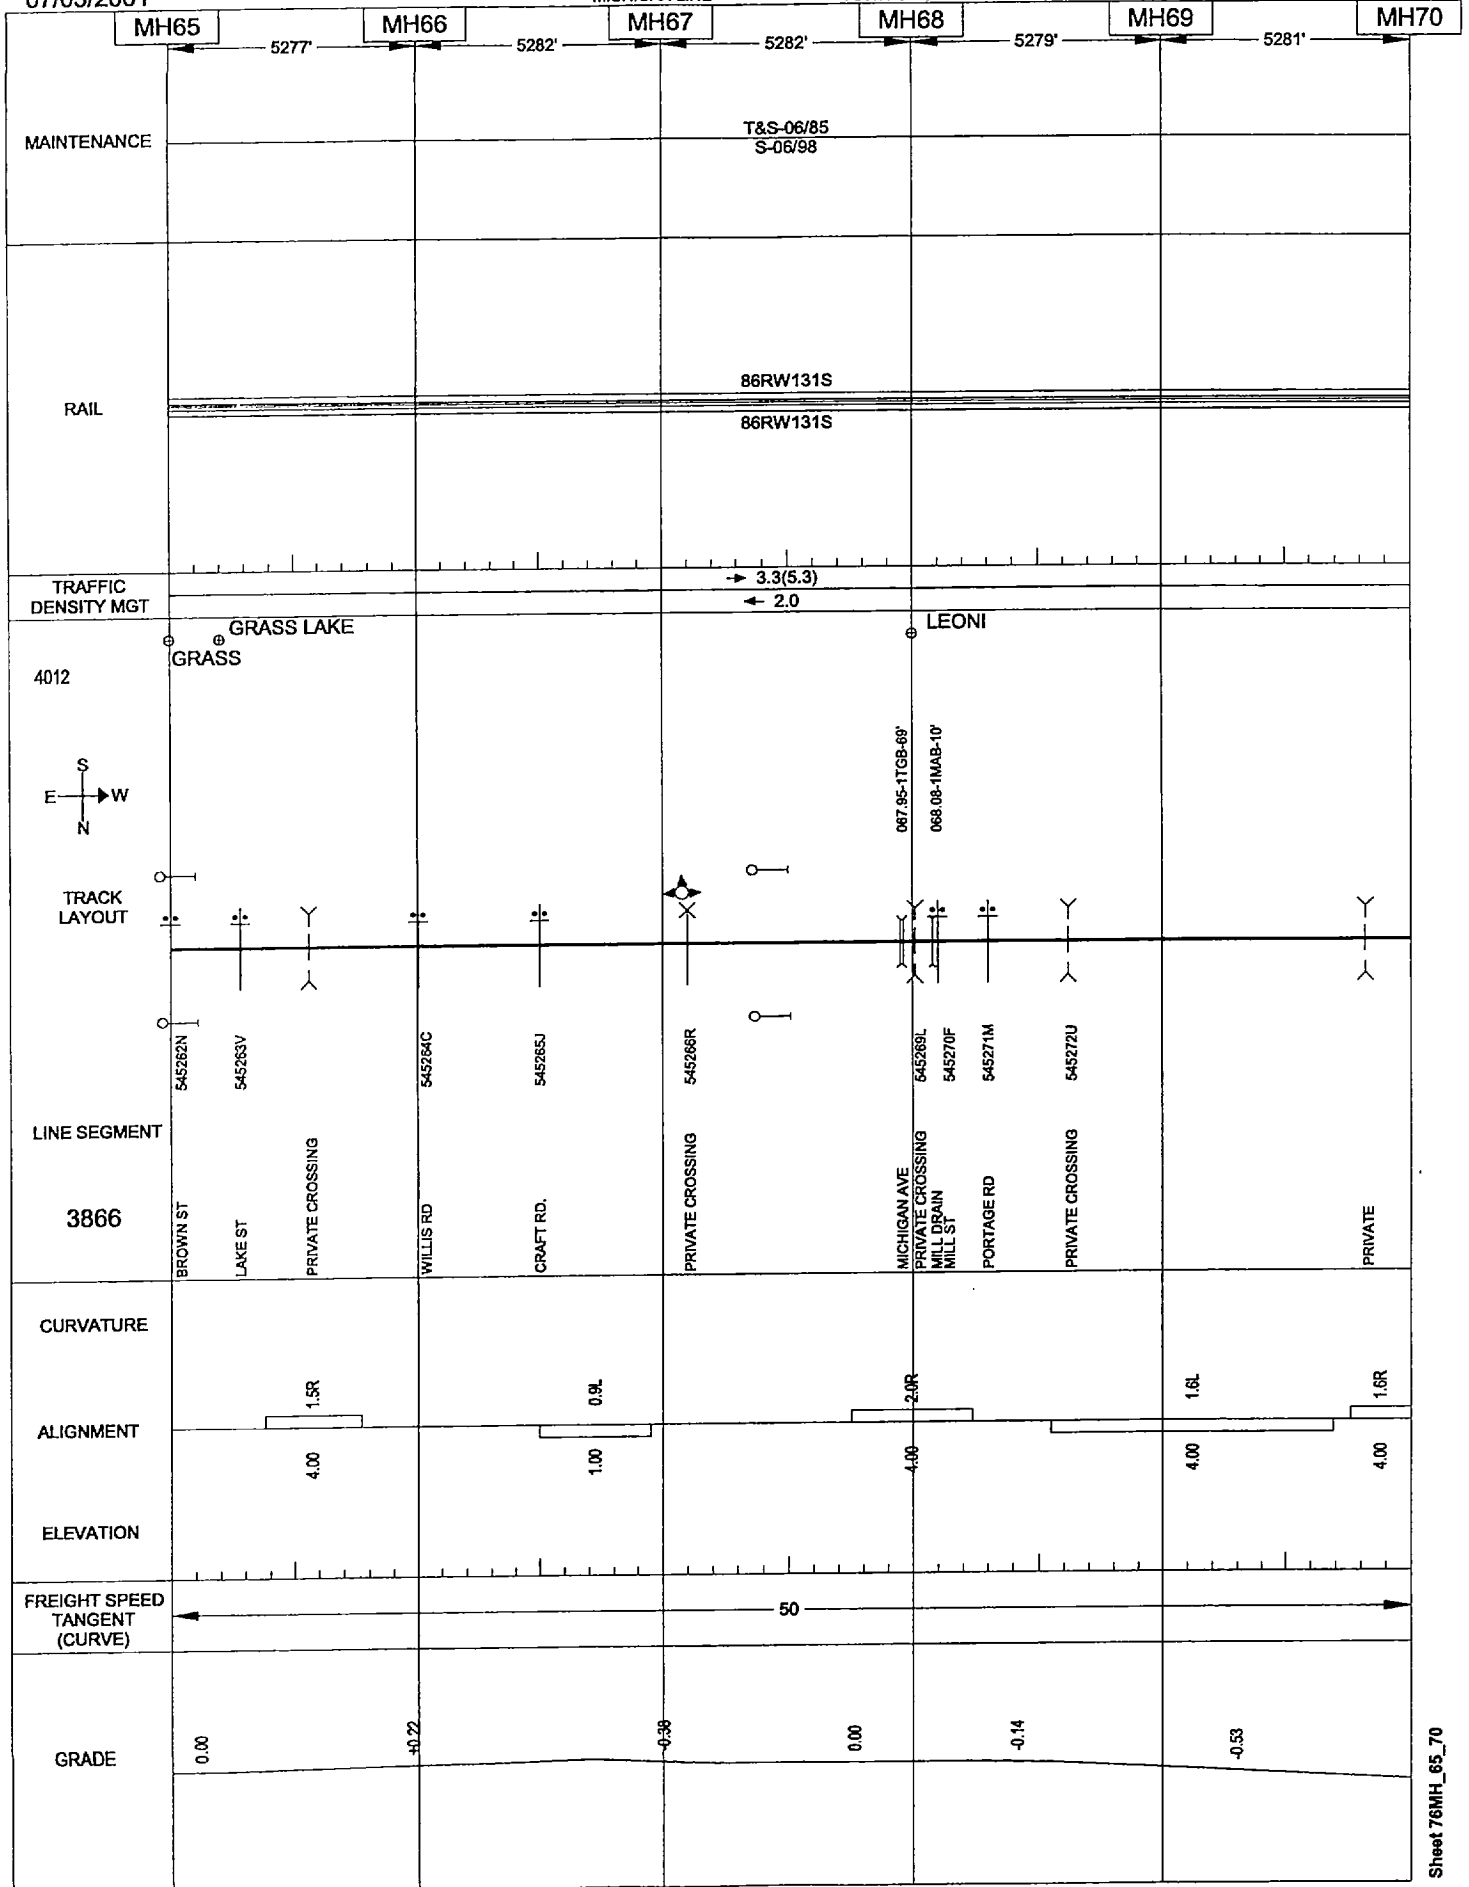 MH65
MH66
MH67
MH68
MH69
MH70
5277'
5282'
5282'
5279'
5281'
MAINTENANCE
T&S-06/85
S-06/98
RAIL
86RW131S
86RW131S
TRAFFIC
DENSITY MGT
3.3(5.3)
2.0
GRASS LAKE
GRASS
LEONI
4012
S
E
W
N
067.95-1TGB-69'
068.08-1MAB-10'
TRACK
LAYOUT
545262N
545263V
545264C
545265J
545266R
545269L
545270F
545271M
545272U
LINE SEGMENT
3866
BROWN ST
LAKE ST
PRIVATE CROSSING
WILLIS RD
CRAFT RD.
PRIVATE CROSSING
MICHIGAN AVE
PRIVATE CROSSING
MILL DRAIN
MILL ST
PORTAGE RD
PRIVATE CROSSING
PRIVATE
CURVATURE
1.5R
0.9L
2.0R
1.6L
1.6R
ALIGNMENT
4.00
1.00
4.00
4.00
4.00
ELEVATION
FREIGHT SPEED
TANGENT
(CURVE)
50
GRADE
0.00
+0.22
-0.38
0.00
-0.14
-0.53
Sheet 76MH_65_70